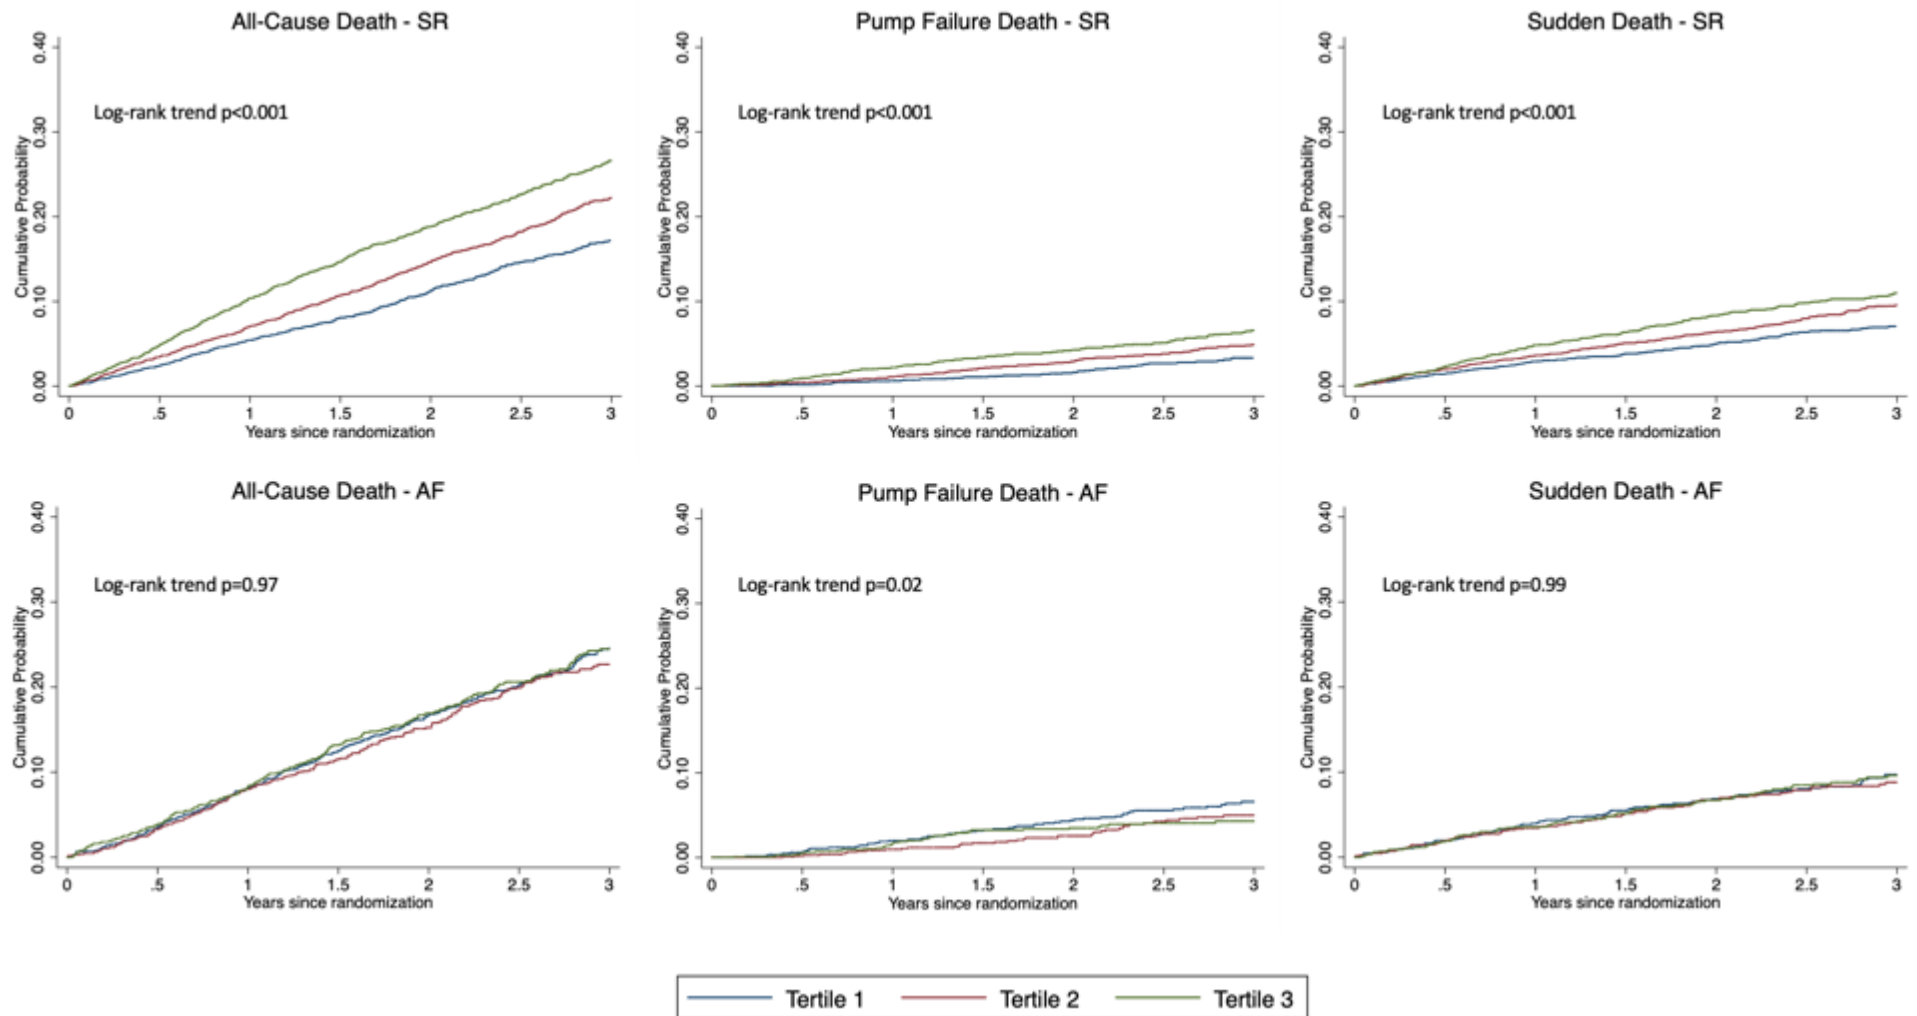 All-Cause Death - SR
Log-rank trend p<0.001
Cumulative Probability
0.00 0.10 0.20 0.30 0.40
0 .5 1 1.5 2 2.5 3
Years since randomization
Pump Failure Death - SR
Log-rank trend p<0.001
Cumulative Probability
0.00 0.10 0.20 0.30 0.40
0 .5 1 1.5 2 2.5 3
Years since randomization
Sudden Death - SR
Log-rank trend p<0.001
Cumulative Probability
0.00 0.10 0.20 0.30 0.40
0 .5 1 1.5 2 2.5 3
Years since randomization
All-Cause Death - AF
Log-rank trend p=0.97
Cumulative Probability
0.00 0.10 0.20 0.30 0.40
0 .5 1 1.5 2 2.5 3
Years since randomization
Pump Failure Death - AF
Log-rank trend p=0.02
Cumulative Probability
0.00 0.10 0.20 0.30 0.40
0 .5 1 1.5 2 2.5 3
Years since randomization
Sudden Death - AF
Log-rank trend p=0.99
Cumulative Probability
0.00 0.10 0.20 0.30 0.40
0 .5 1 1.5 2 2.5 3
Years since randomization
Tertile 1 Tertile 2 Tertile 3